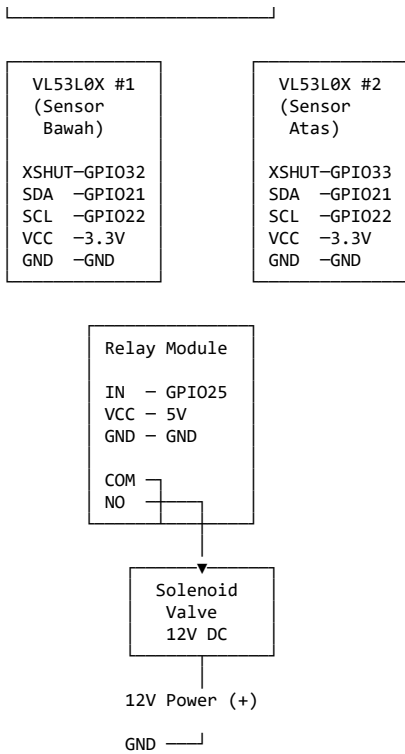 VL53L0X #1 VL53L0X #2
(Sensor (Sensor
Bawah) Atas)
XSHUT─GPIO32 XSHUT─GPIO33
SDA ─GPIO21 SDA ─GPIO21
SCL ─GPIO22 SCL ─GPIO22
VCC ─3.3V VCC ─3.3V
GND ─GND GND ─GND
Relay Module
IN ─ GPIO25
VCC ─ 5V
GND ─ GND
COM
NO
Solenoid
Valve
12V DC
12V Power (+)
GND